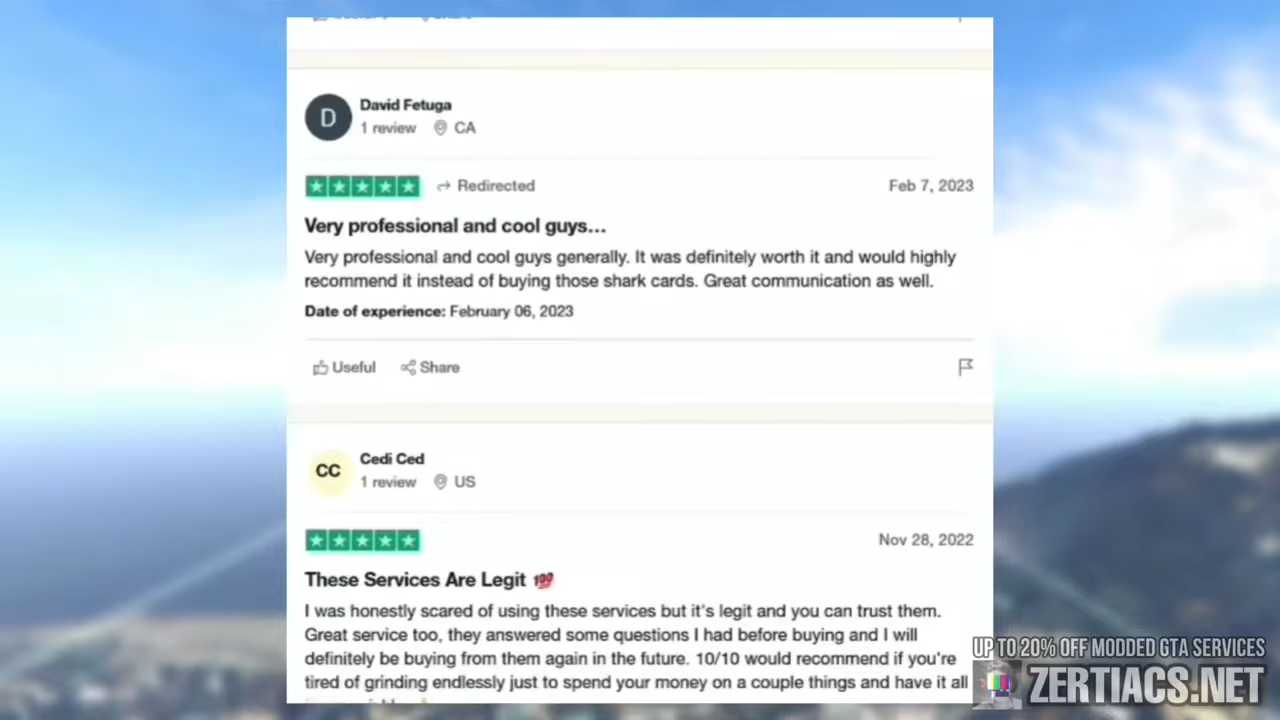 D
David Fetuga
1 review CA
Redirected
Feb 7, 2023
Very professional and cool guys...
Very professional and cool guys generally. It was definitely worth it and would highly
recommend it instead of buying those shark cards. Great communication as well.
Date of experience: February 06, 2023
Useful Share
CC
Cedi Ced
1 review US
Nov 28, 2022
These Services Are Legit 💯
I was honestly scared of using these services but it's legit and you can trust them.
Great service too, they answered some questions I had before buying and I will
definitely be buying from them again in the future. 10/10 would recommend if you're
tired of grinding endlessly just to spend your money on a couple things and have it all
UP TO 20% OFF MODDED GTA SERVICES
ZERTIACS.NET